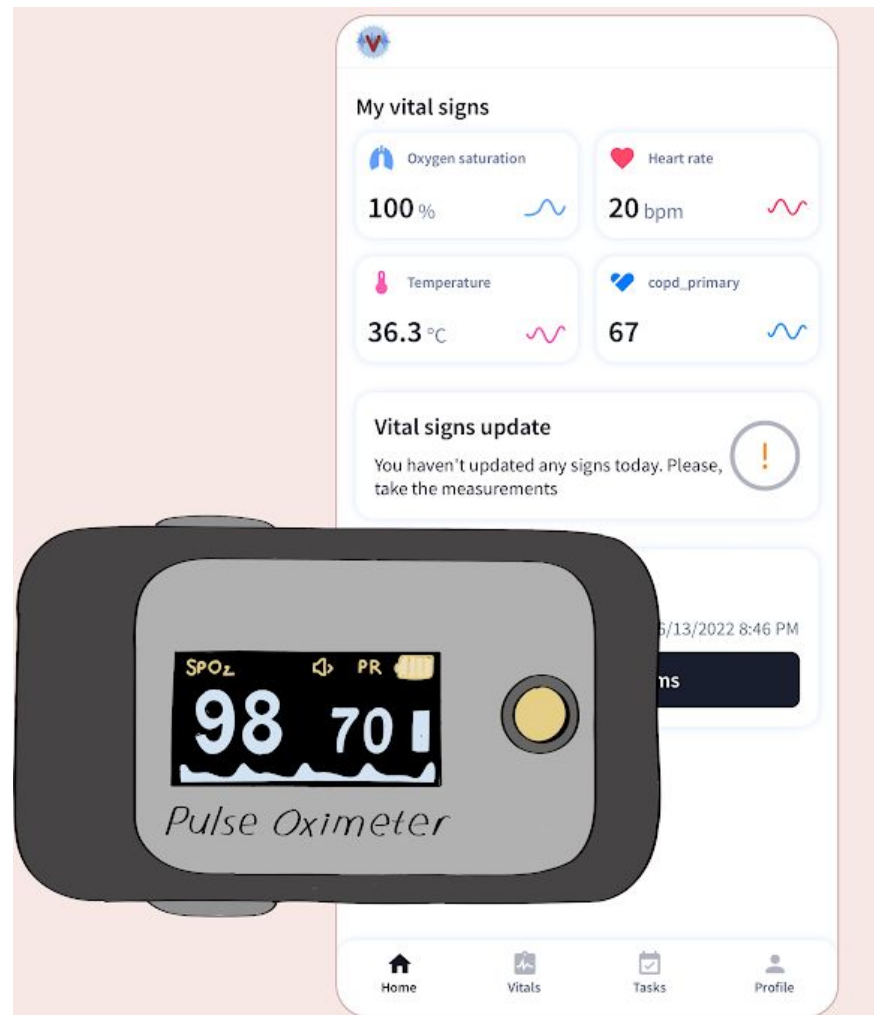 V
My vital signs
Oxygen saturation
100 %
Heart rate
20 bpm
Temperature
36.3 °C
copd_primary
67
Vital signs update
You haven't updated any signs today. Please,
take the measurements
/13/2022 8:46 PM
ms
SPO₂ PR
98 70
Pulse Oximeter
Home
Vitals
Tasks
Profile